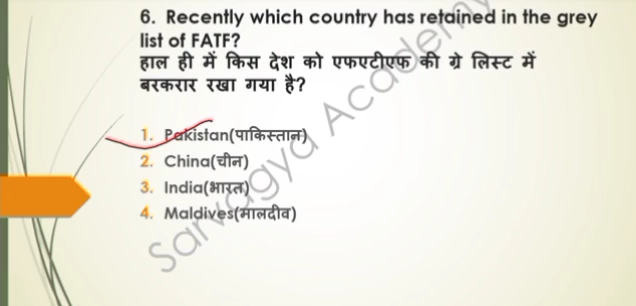 6. Recently which country has retained in the grey
list of FATF?
हाल ही में किस देश को एफएटीएफ की ग्रे लिस्ट में
बरकरार रखा गया है?
1. Pakistan(पाकिस्तान)
2. China(चीन)
3. India(भारत)
4. Maldives(मालदीव)
Sarvagya Academy